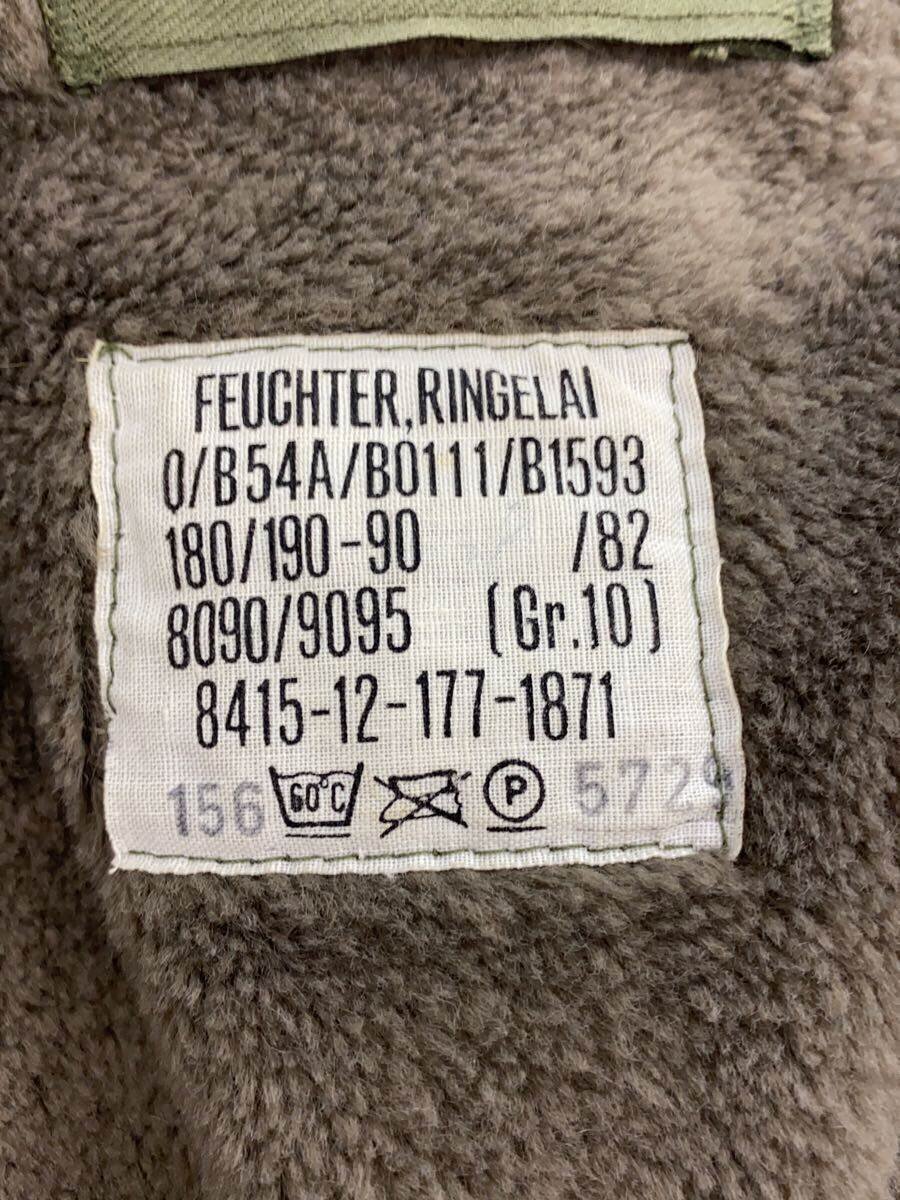 FEUCHTER, RINGELAI
0/B54A/B0111/B1593
180/190-90 /82
8090/9095 (Gr.10)
8415-12-177-1871
156 60°C P 5729